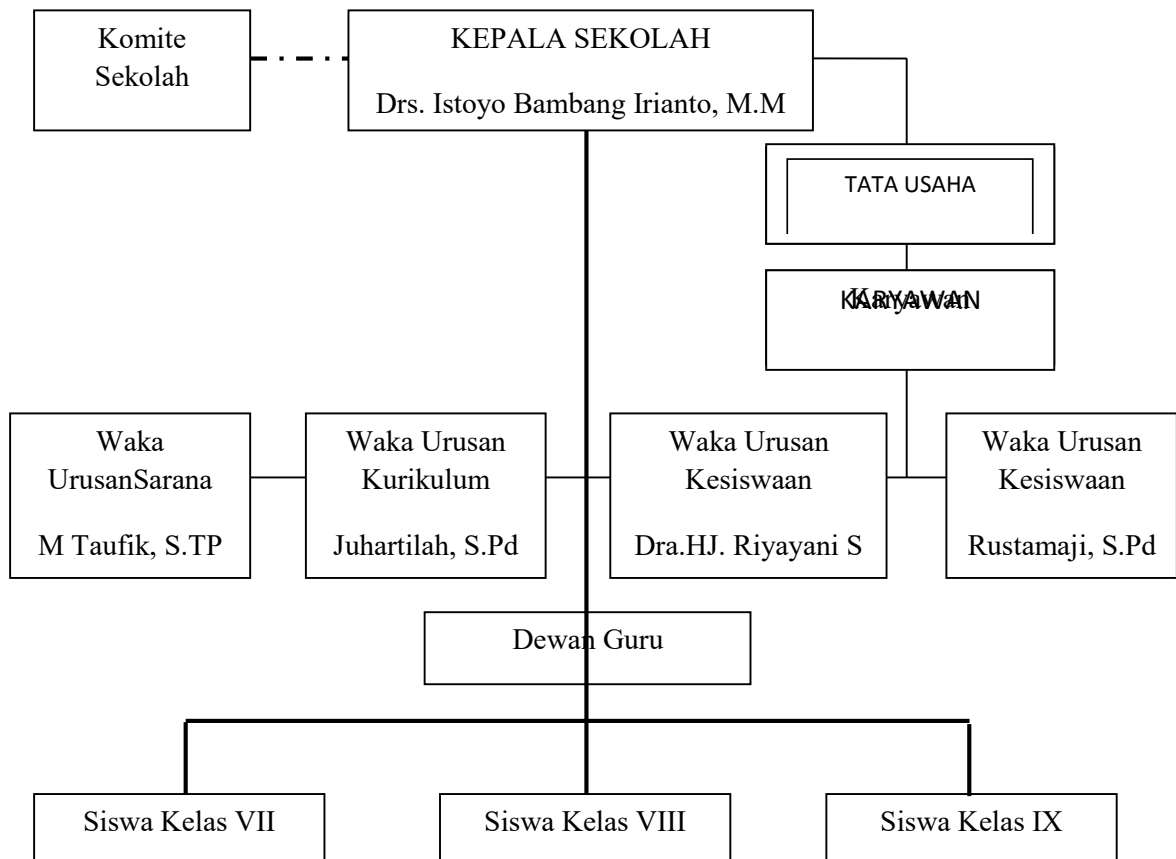 Komite
Sekolah
KEPALA SEKOLAH
Drs. Istoyo Bambang Irianto, M.M
TATA USAHA
KARYAWAN
Karyawan
Waka
UrusanSarana
M Taufik, S.TP
Waka Urusan
Kurikulum
Juhartilah, S.Pd
Waka Urusan
Kesiswaan
Dra.HJ. Riyayani S
Waka Urusan
Kesiswaan
Rustamaji, S.Pd
Dewan Guru
Siswa Kelas VII
Siswa Kelas VIII
Siswa Kelas IX